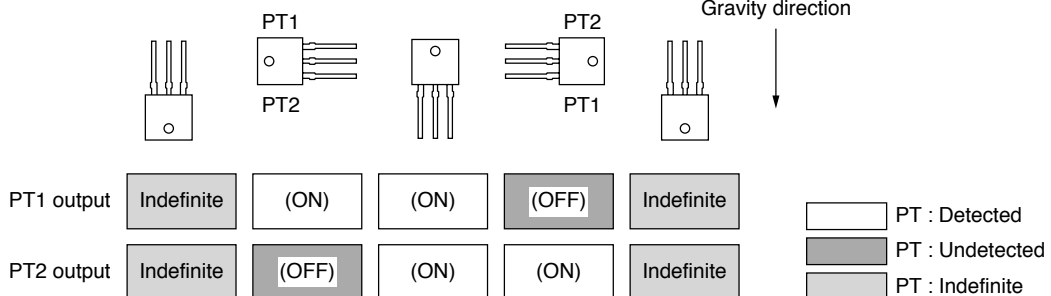 Gravity direction
PT1
PT2
PT2
PT1
PT1 output Indefinite (ON) (ON) (OFF) Indefinite
PT2 output Indefinite (OFF) (ON) (ON) Indefinite
PT : Detected
PT : Undetected
PT : Indefinite